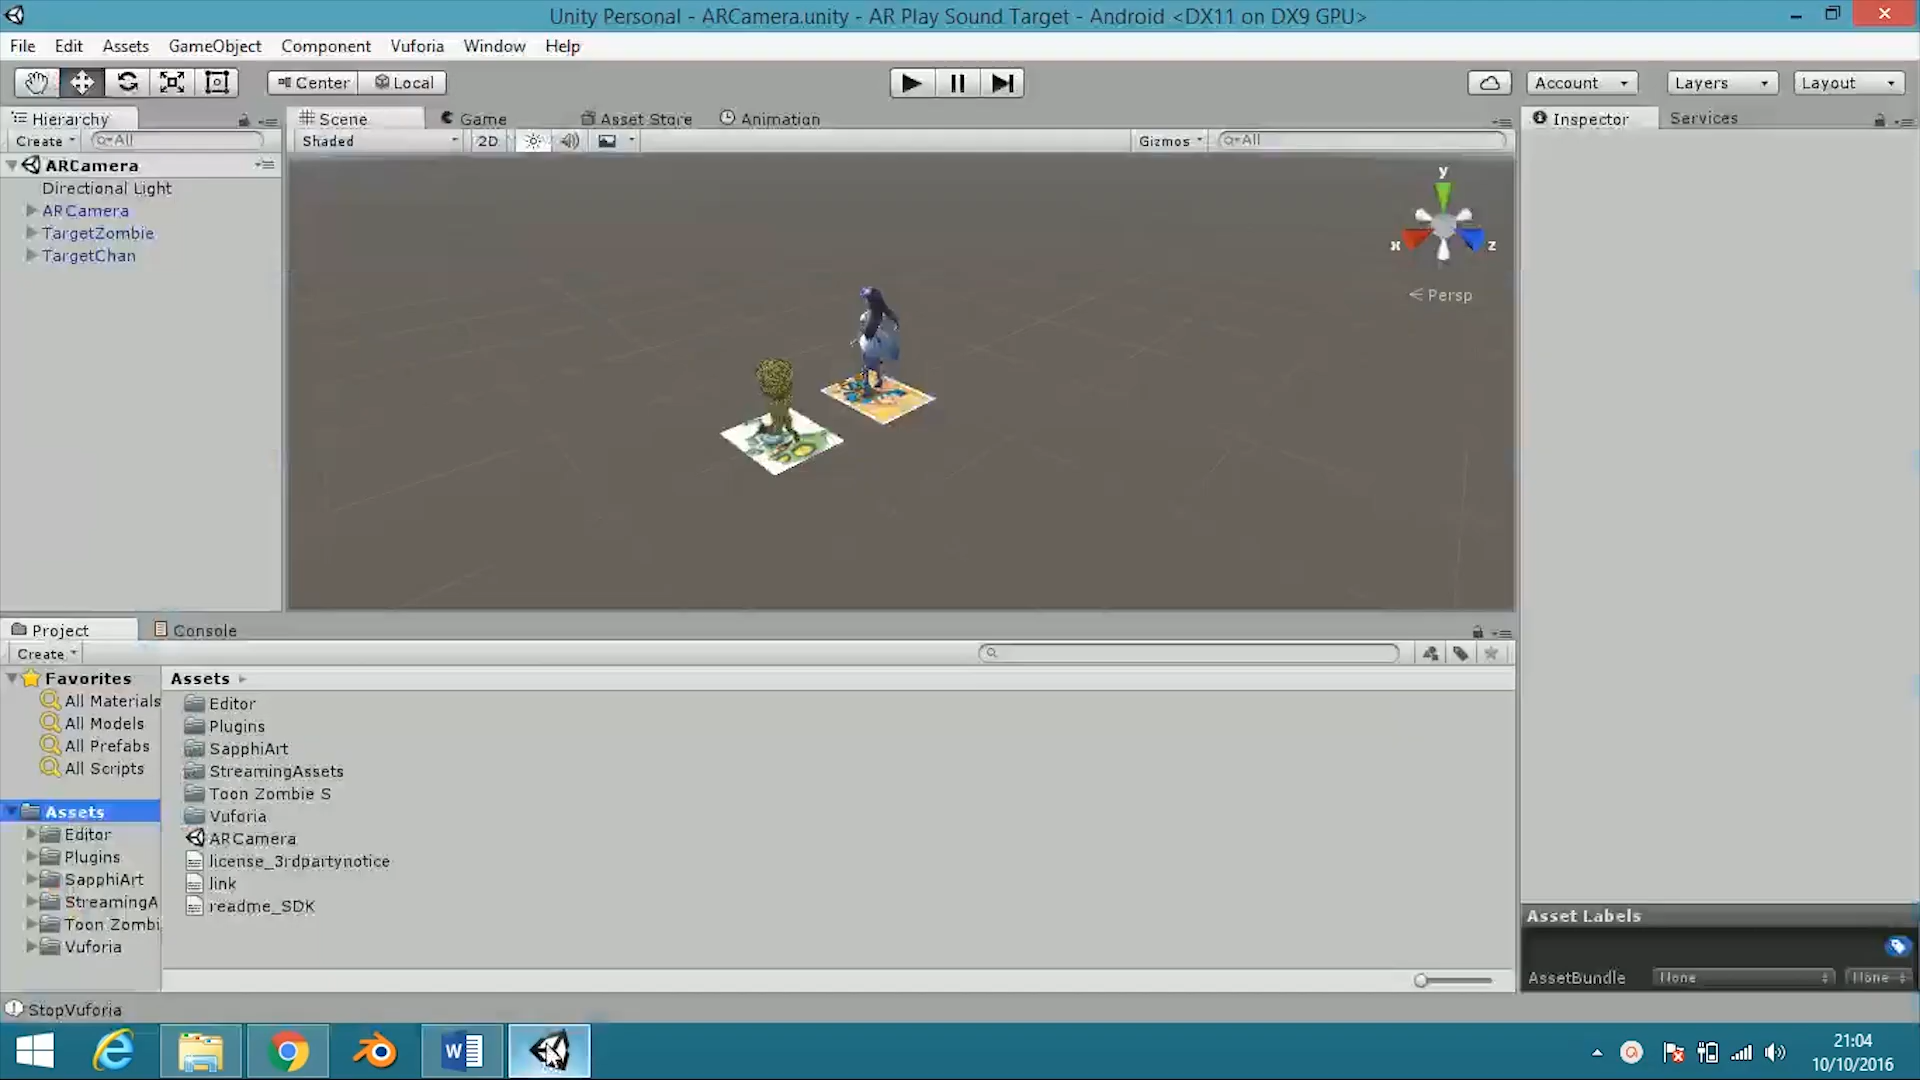 Unity Personal - ARCamera.unity - AR Play Sound Target - Android <DX11 on DX9 GPU>
File Edit Assets GameObject Component Vuforia Window Help
Center Local Account Layers Layout
Hierarchy Scene Game Asset Store Animation Inspector Services
Create All Shaded 2D Gizmos All
ARCamera
Directional Light
ARCamera
TargetZombie
TargetChan
y
x z
Persp
Project Console
Create
Favorites
All Materials
All Models
All Prefabs
All Scripts
Assets
Editor
Plugins
SapphiArt
StreamingA
Toon Zombi
Vuforia
Assets
Editor
Plugins
SapphiArt
StreamingAssets
Toon Zombie S
Vuforia
ARCamera
license_3rdpartynotice
link
readme_SDK
Asset Labels
AssetBundle None None
StopVuforia
W
21:04
10/10/2016